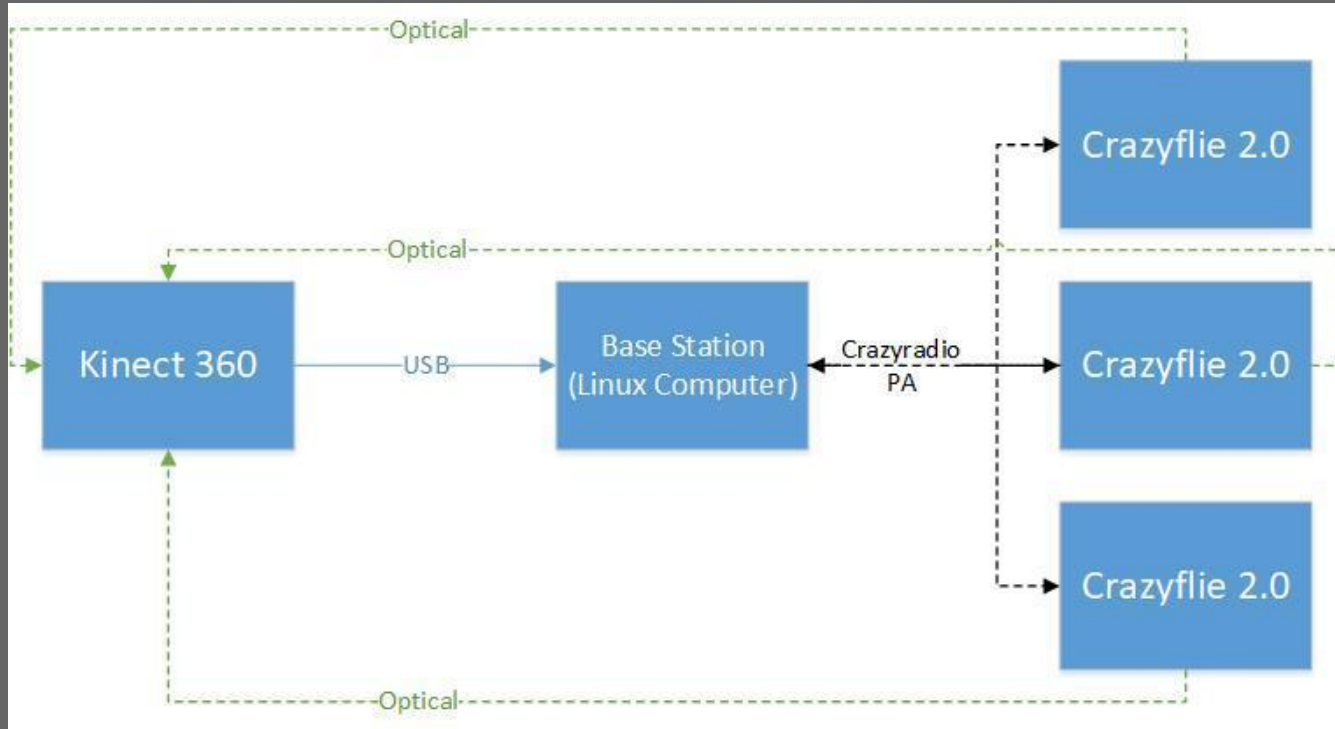 Optical
Crazyflie 2.0
Optical
Kinect 360
USB
Base Station
(Linux Computer)
Crazyradio
PA
Crazyflie 2.0
Crazyflie 2.0
Optical